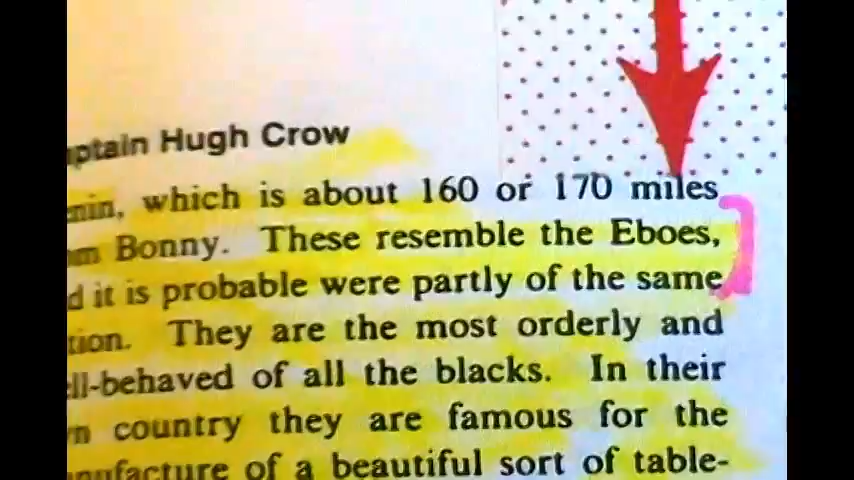 ptain Hugh Crow
nin, which is about 160 or 170 miles
m Bonny. These resemble the Eboes,
d it is probable were partly of the same
tion. They are the most orderly and
ll-behaved of all the blacks. In their
n country they are famous for the
nufacture of a beautiful sort of table-